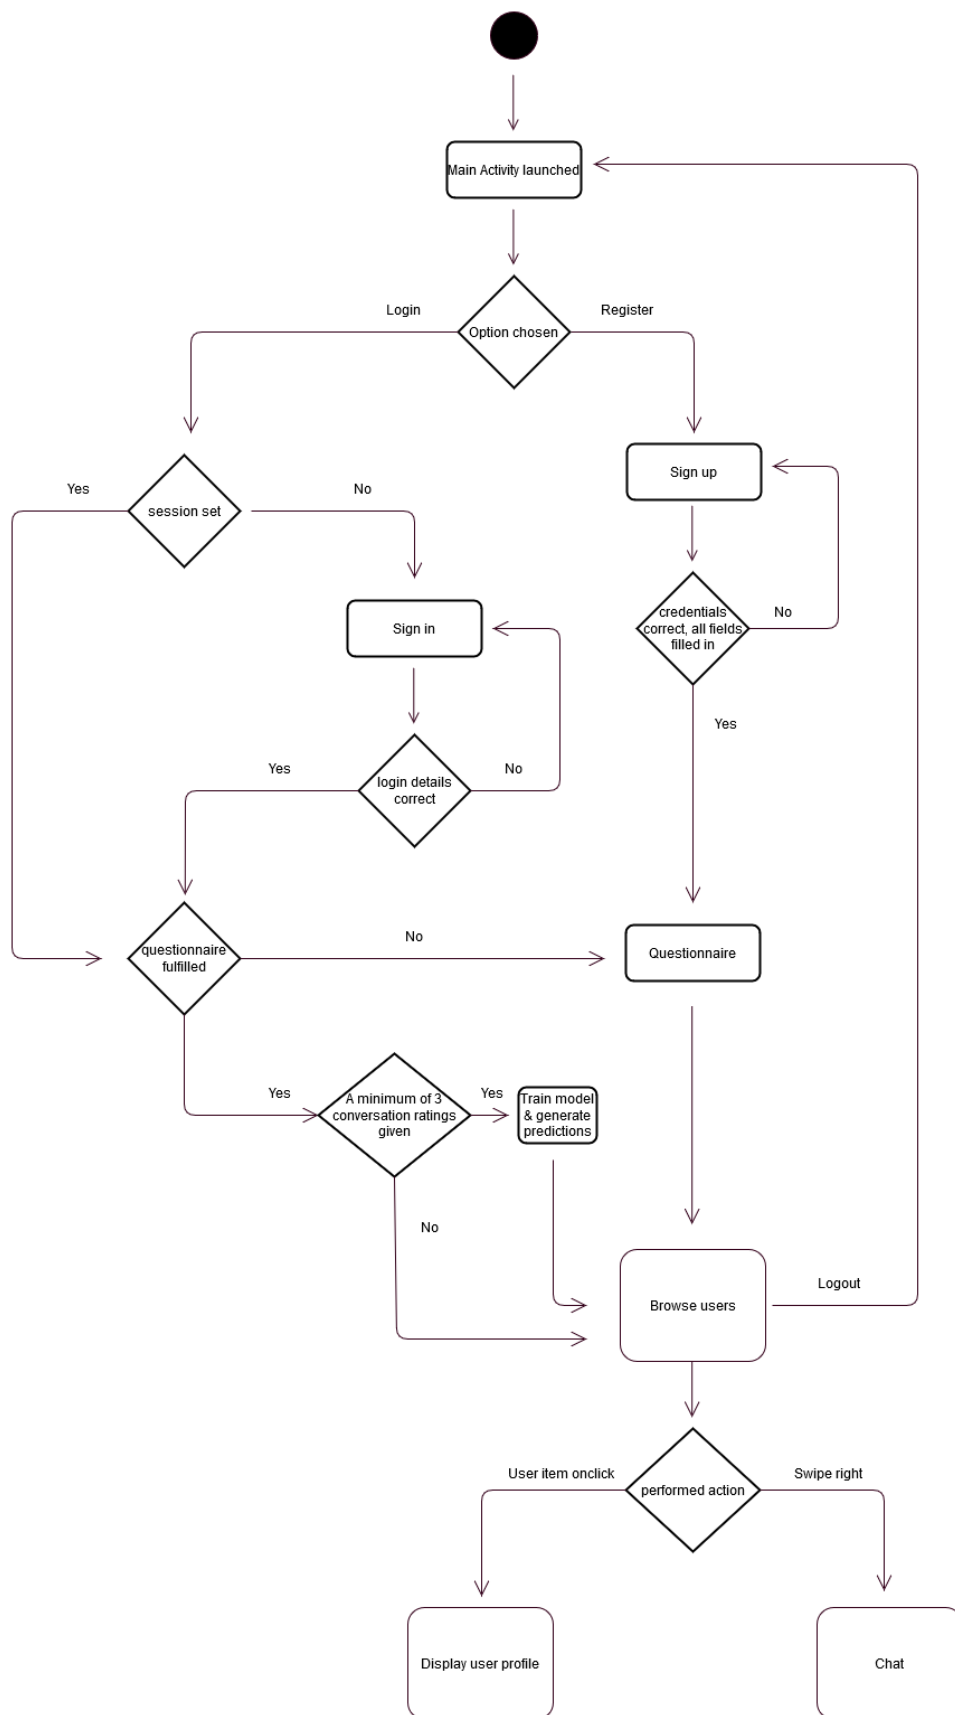 Main Activity launched
Login
Register
Option chosen
Sign up
Yes
No
session set
credentials
correct, all fields
filled in
No
Sign in
Yes
Yes
No
login details
correct
No
questionnaire
fulfilled
Questionnaire
Yes
A minimum of 3
conversation ratings
given
Yes
Train model
& generate
predictions
No
Logout
Browse users
User item onclick
Swipe right
performed action
Display user profile
Chat